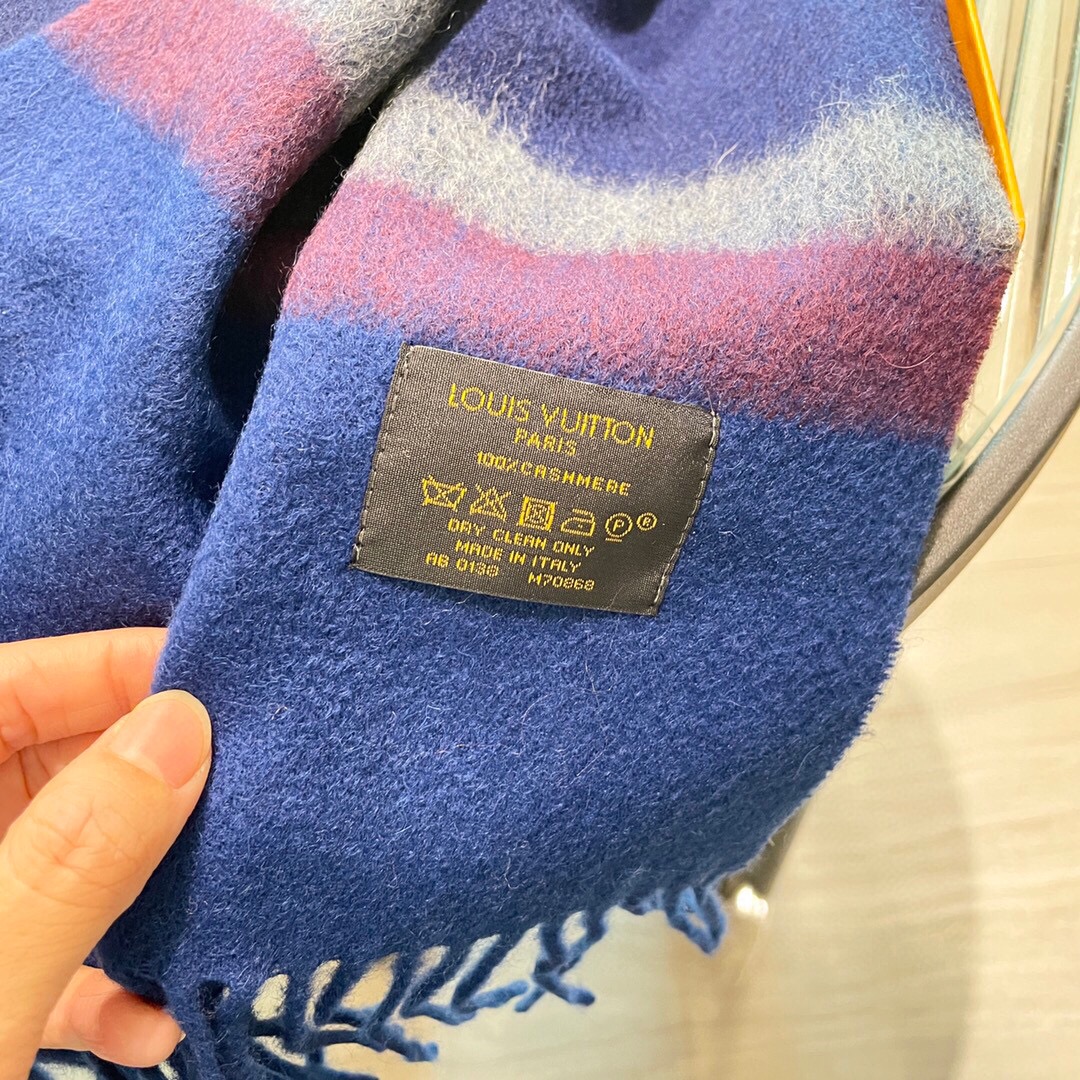 LOUIS VUITTON
PARIS
100%CASHMERE
P ®
DRY CLEAN ONLY
MADE IN ITALY
AB 0138 M70868